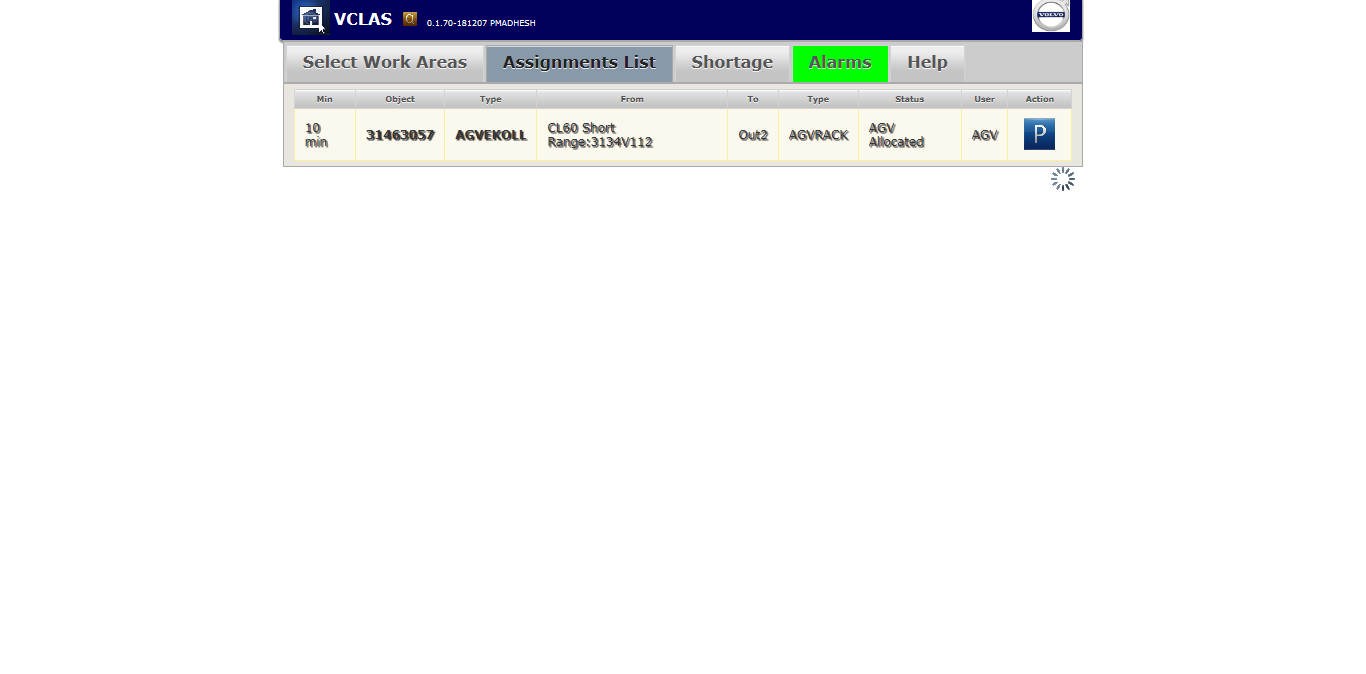 VCLAS α 0.1.70-181207 PMADHESH
VOLVO
Select Work Areas Assignments List Shortage Alarms Help
Min Object Type From To Type Status User Action
10 min 31463057 AGVEKOLL CL60 Short Range:3134V112 Out2 AGVRACK AGV Allocated AGV P